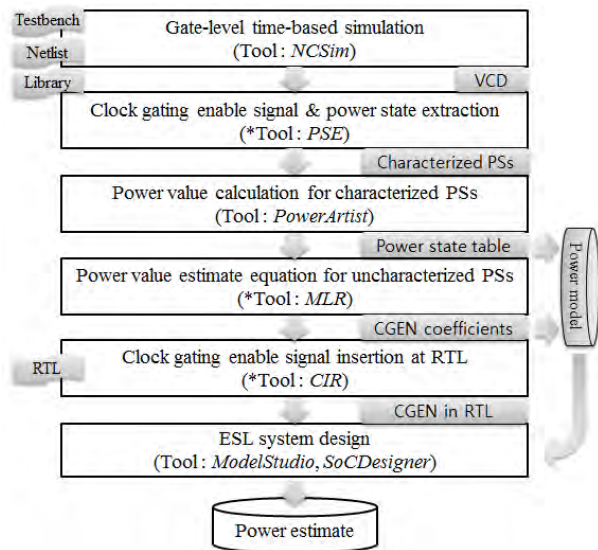 Testbench
Netlist
Library
Gate-level time-based simulation
(Tool : NCSim)
VCD
Clock gating enable signal & power state extraction
(*Tool : PSE)
Characterized PSs
Power value calculation for characterized PSs
(Tool : PowerArtist)
Power state table
Power value estimate equation for uncharacterized PSs
(*Tool : MLR)
CGEN coefficients
Power model
RTL
Clock gating enable signal insertion at RTL
(*Tool : CIR)
CGEN in RTL
ESL system design
(Tool : ModelStudio, SoCDesigner)
Power estimate